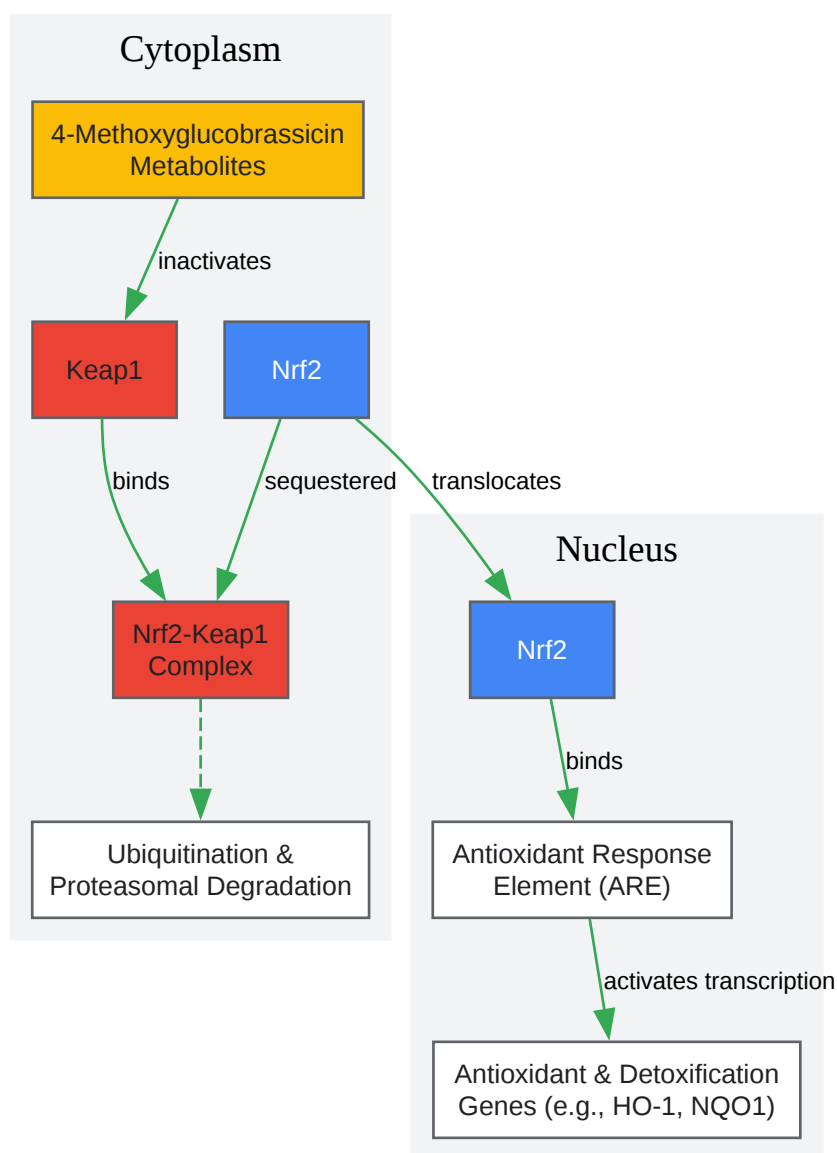 Cytoplasm
4-Methoxyglucobrassicin
Metabolites
inactivates
Keap1
Nrf2
binds
sequestered
translocates
Nucleus
Nrf2-Keap1
Complex
Nrf2
binds
Ubiquitination &
Proteasomal Degradation
Antioxidant Response
Element (ARE)
activates transcription
Antioxidant & Detoxification
Genes (e.g., HO-1, NQO1)